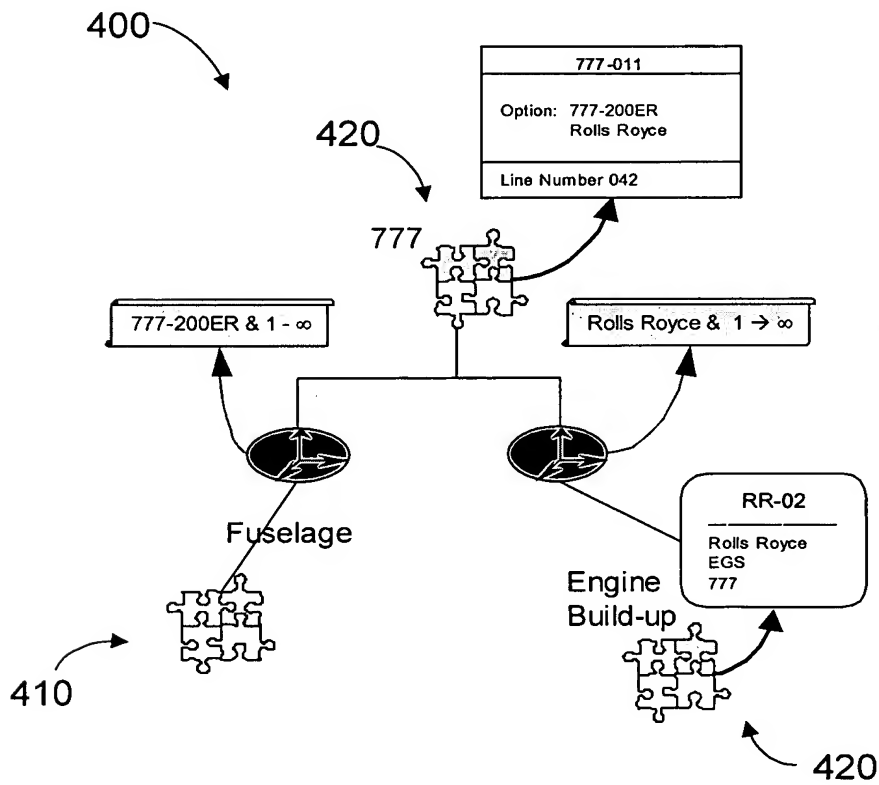 400
777-011
Option: 777-200ER
Rolls Royce
Line Number 042
420
777
777-200ER & 1 - ∞
Rolls Royce & 1 → ∞
Fuselage
RR-02
Rolls Royce
EGS
777
Engine
Build-up
410
420